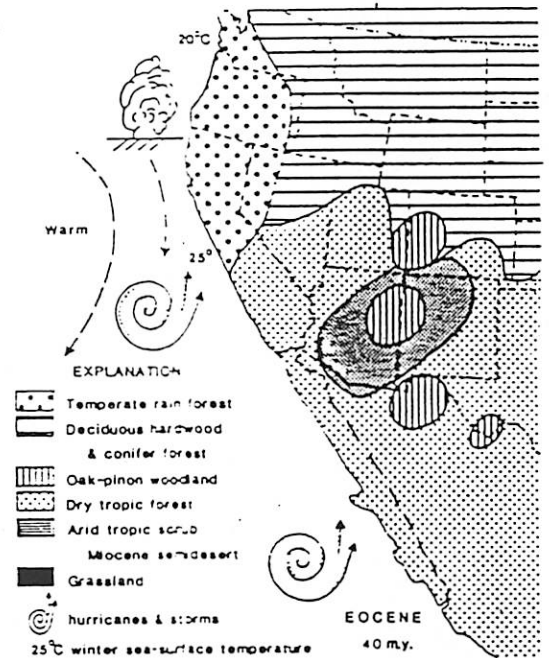 20°C
Warm
25°
EXPLANATION
Temperate rain forest
Deciduous hardwood
& conifer forest
Oak-pinon woodland
Dry tropic forest
Arid tropic scrub
Miocene semidesert
Grassland
hurricanes & storms
25°C winter sea-surface temperature
EOCENE
40 m.y.